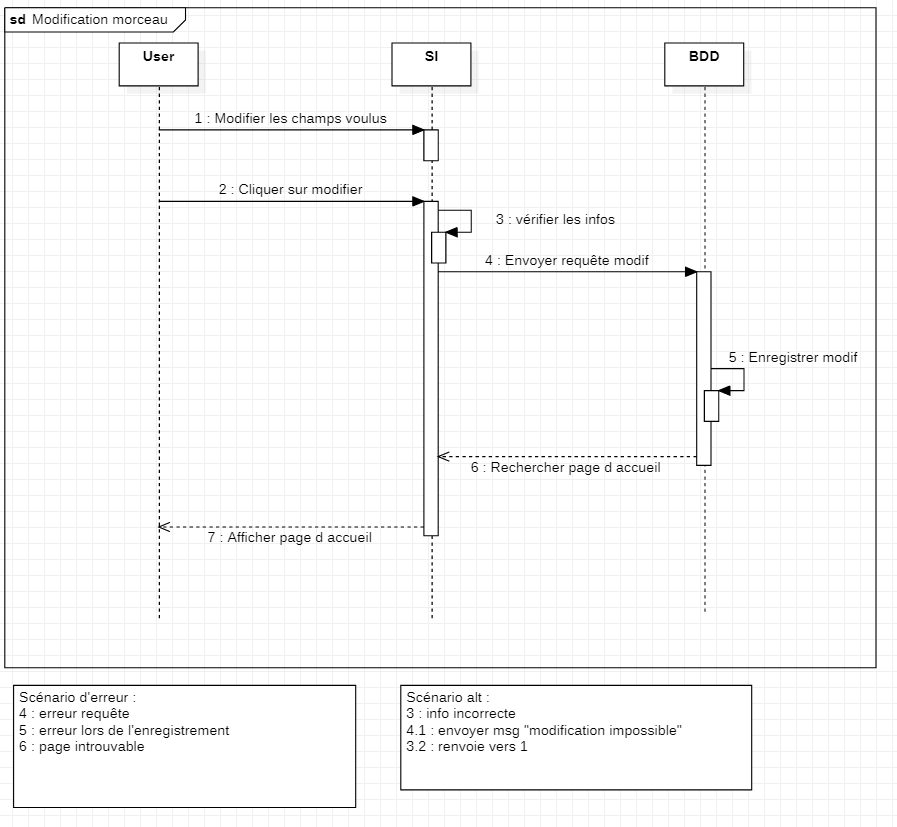 sd Modification morceau
User
SI
BDD
1 : Modifier les champs voulus
2 : Cliquer sur modifier
3 : vérifier les infos
4 : Envoyer requête modif
5 : Enregistrer modif
6 : Rechercher page d accueil
7 : Afficher page d accueil
Scénario d'erreur :
4 : erreur requête
5 : erreur lors de l'enregistrement
6 : page introuvable
Scénario alt :
3 : info incorrecte
4.1 : envoyer msg "modification impossible"
3.2 : renvoie vers 1